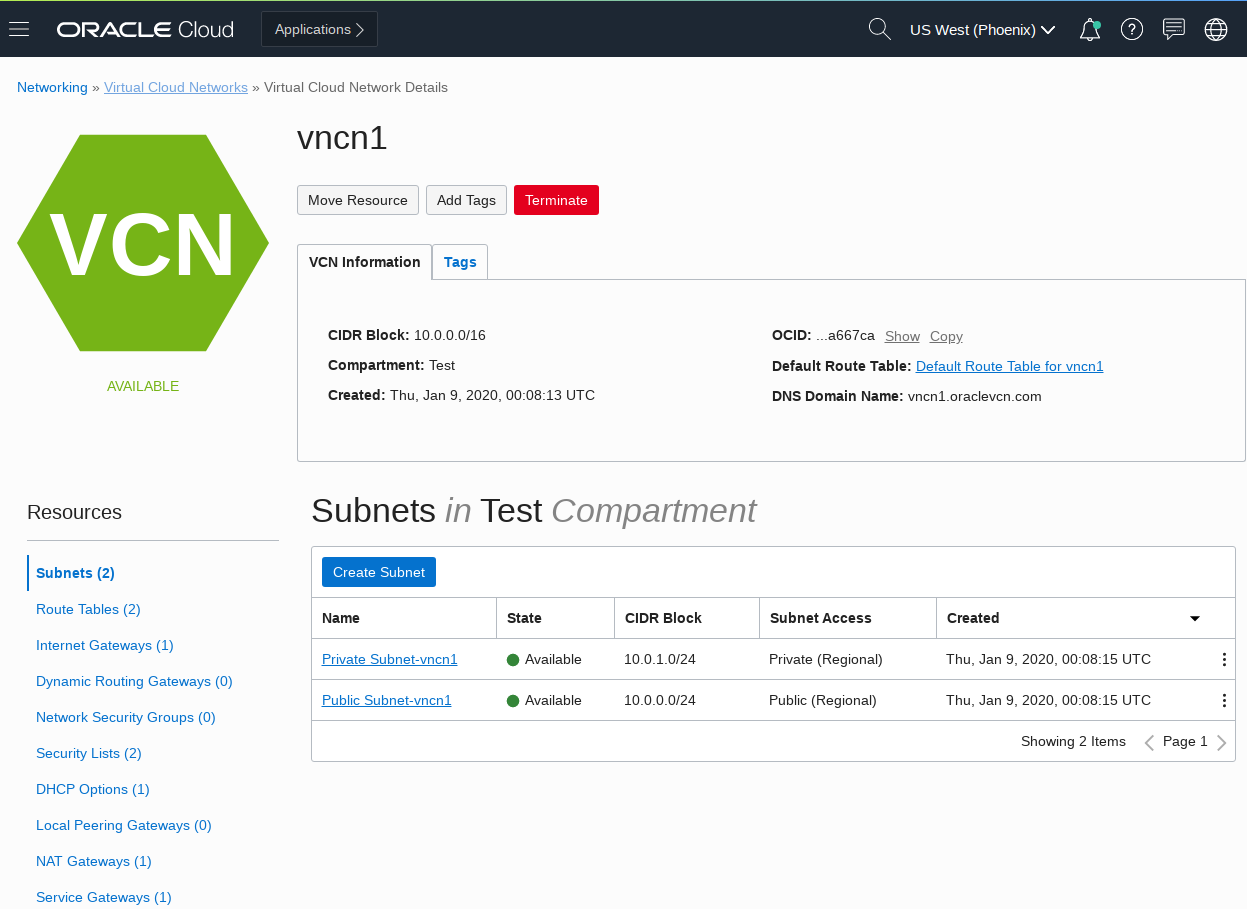 ORACLE Cloud Applications US West (Phoenix)
Networking » Virtual Cloud Networks » Virtual Cloud Network Details
VCN
AVAILABLE
vncn1
Move Resource Add Tags Terminate
VCN Information Tags
CIDR Block: 10.0.0.0/16
Compartment: Test
Created: Thu, Jan 9, 2020, 00:08:13 UTC
OCID: ...a667ca Show Copy
Default Route Table: Default Route Table for vncn1
DNS Domain Name: vncn1.oraclevcn.com
Resources
Subnets (2)
Route Tables (2)
Internet Gateways (1)
Dynamic Routing Gateways (0)
Network Security Groups (0)
Security Lists (2)
DHCP Options (1)
Local Peering Gateways (0)
NAT Gateways (1)
Service Gateways (1)
Subnets in Test Compartment
Create Subnet
Name State CIDR Block Subnet Access Created
Private Subnet-vncn1 Available 10.0.1.0/24 Private (Regional) Thu, Jan 9, 2020, 00:08:15 UTC
Public Subnet-vncn1 Available 10.0.0.0/24 Public (Regional) Thu, Jan 9, 2020, 00:08:15 UTC
Showing 2 Items Page 1